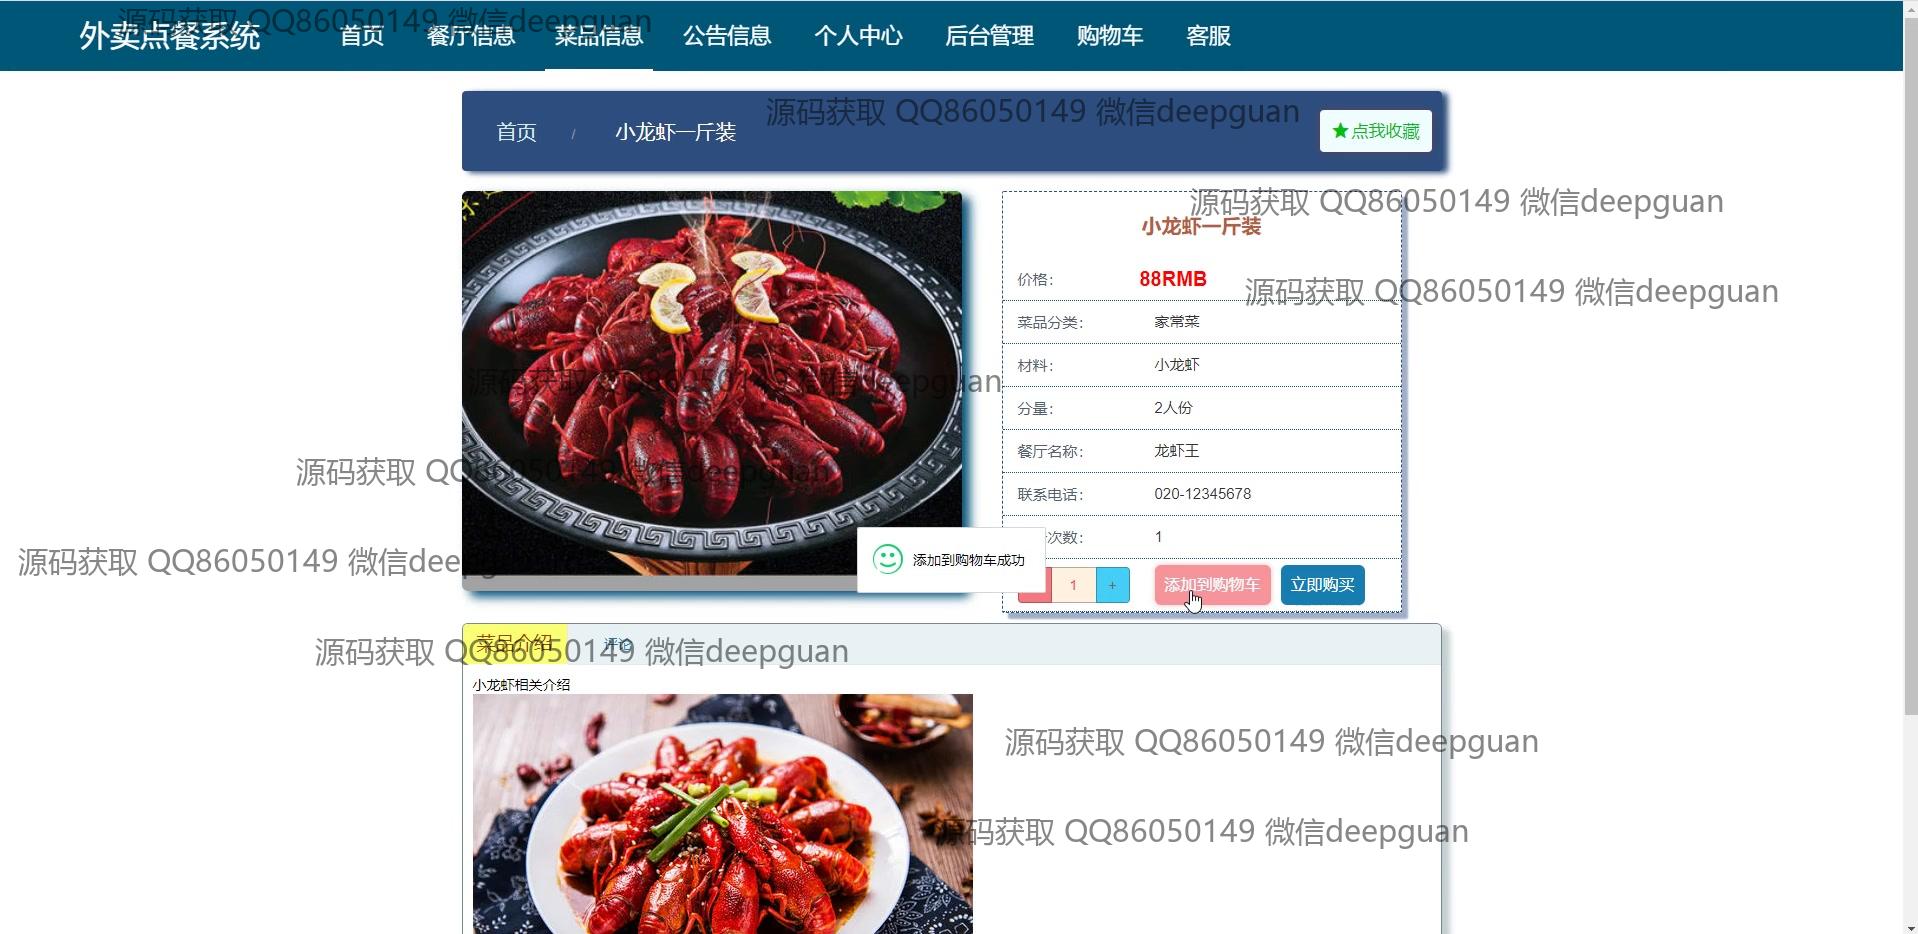 外卖点餐系统
首页
餐厅信息
菜品信息
公告信息
个人中心
后台管理
购物车
客服
源码获取 QQ86050149 微信deepguan
首页 / 小龙虾一斤装
源码获取 QQ86050149 微信deepguan
★点我收藏
源码获取 QQ86050149 微信deepguan
小龙虾一斤装
价格： 88RMB
源码获取 QQ86050149 微信deepguan
菜品分类： 家常菜
材料： 小龙虾
源码获取 QQ86050149 微信deepguan
分量： 2人份
餐厅名称： 龙虾王
源码获取 QQ86050149 微信deepguan
联系电话： 020-12345678
次数： 1
源码获取 QQ86050149 微信deepg
添加到购物车成功
1 +
添加到购物车
立即购买
菜品介绍
评论
源码获取 QQ86050149 微信deepguan
小龙虾相关介绍
源码获取 QQ86050149 微信deepguan
源码获取 QQ86050149 微信deepguan